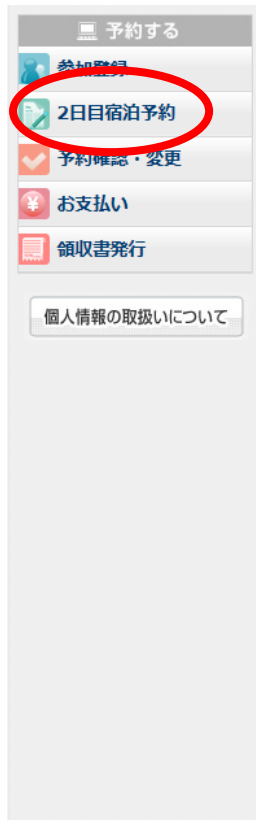 予約する
参加登録
2日目宿泊予約
予約確認・変更
お支払い
領収書発行
個人情報の取扱いについて